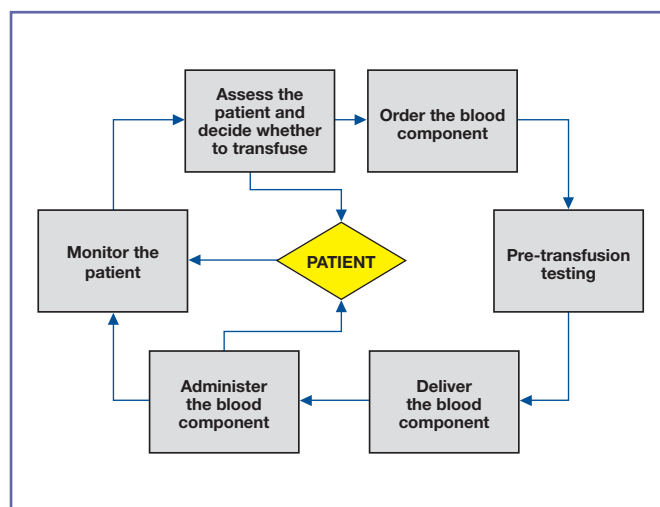 Assess the
patient and
decide whether
to transfuse
Order the blood
component
Pre-transfusion
testing
Deliver
the blood
component
Administer
the blood
component
Monitor the
patient
PATIENT